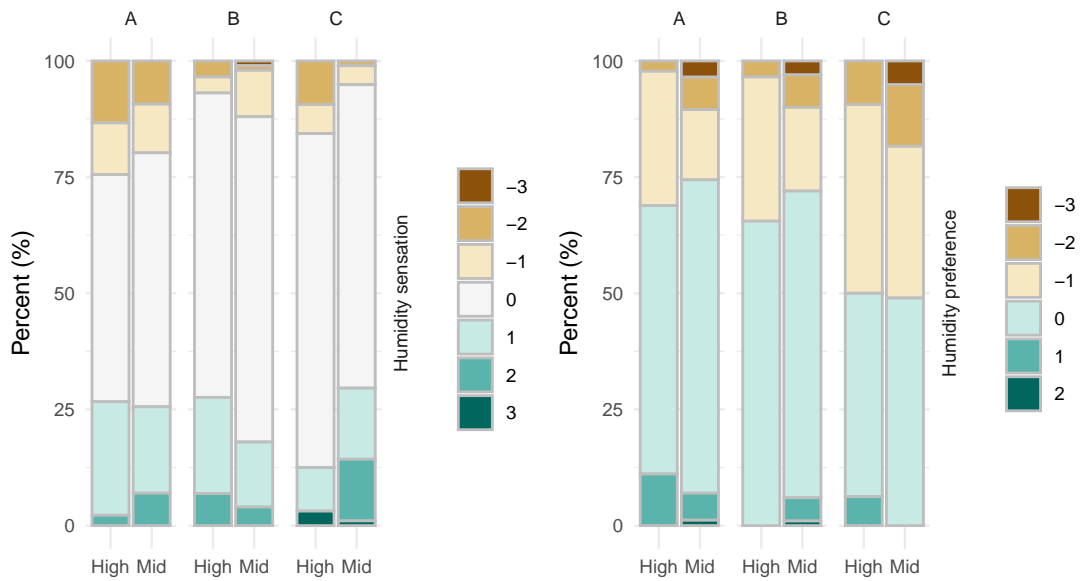 A B C
100
75
50
25
0
Percent (%)
High Mid High Mid High Mid
Humidity sensation
−3
−2
−1
0
1
2
3
A B C
100
75
50
25
0
Percent (%)
High Mid High Mid High Mid
Humidity preference
−3
−2
−1
0
1
2